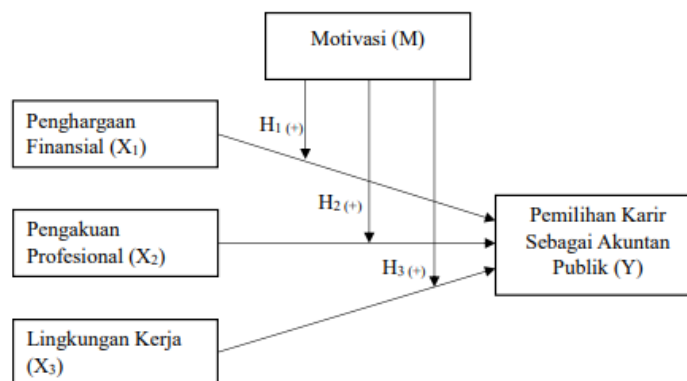 Motivasi (M)
Penghargaan
Finansial (X₁)
H₁ (+)
Pengakuan
Profesional (X₂)
H₂ (+)
Pemilihan Karir
Sebagai Akuntan
Publik (Y)
H₃ (+)
Lingkungan Kerja
(X₃)